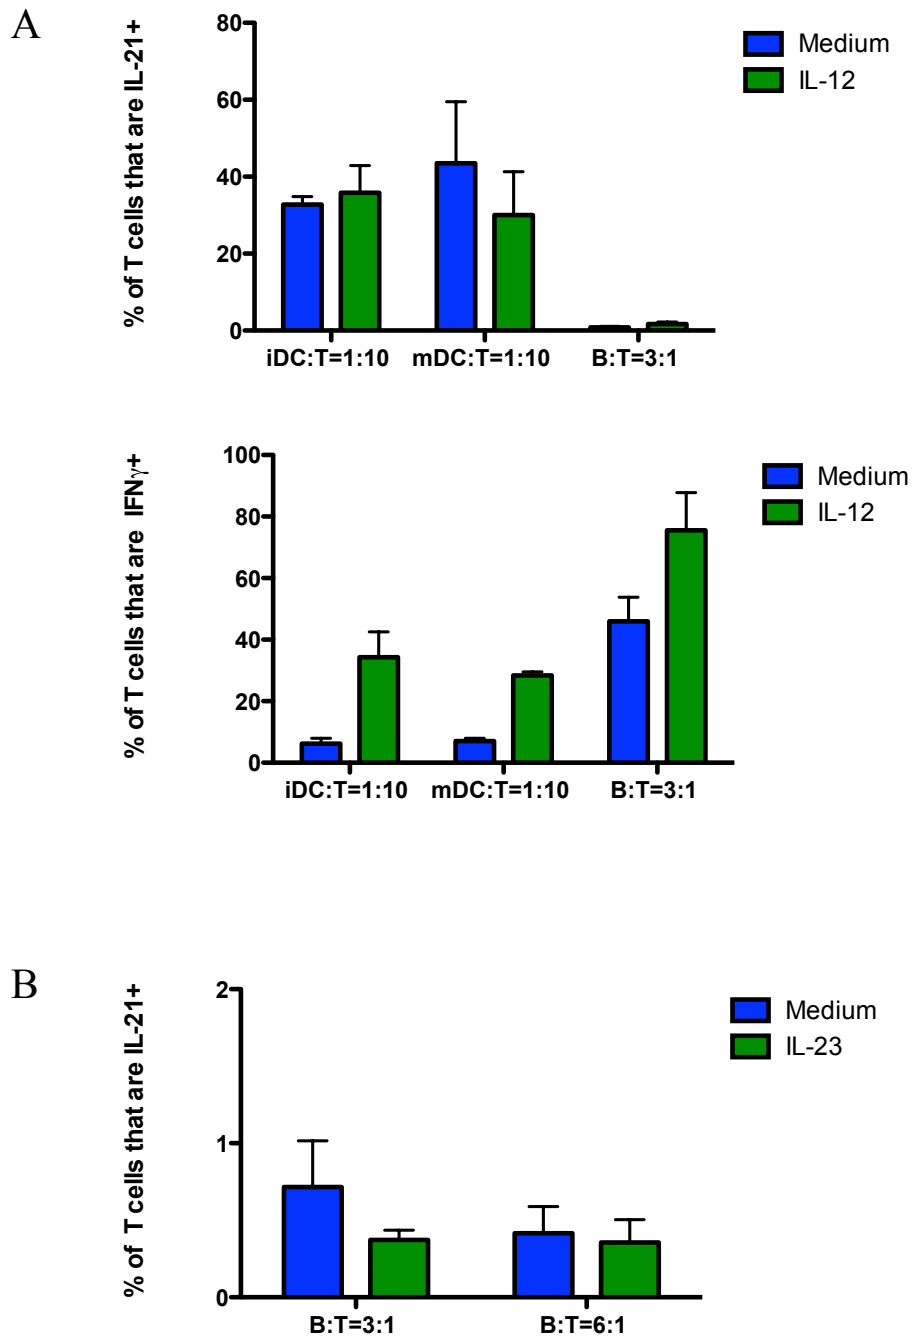 A
% of T cells that are IL-21+
80
60
40
20
0
iDC:T=1:10
mDC:T=1:10
B:T=3:1
Medium
IL-12
% of T cells that are IFNγ+
100
80
60
40
20
0
iDC:T=1:10
mDC:T=1:10
B:T=3:1
Medium
IL-12
B
% of T cells that are IL-21+
2
1
0
B:T=3:1
B:T=6:1
Medium
IL-23